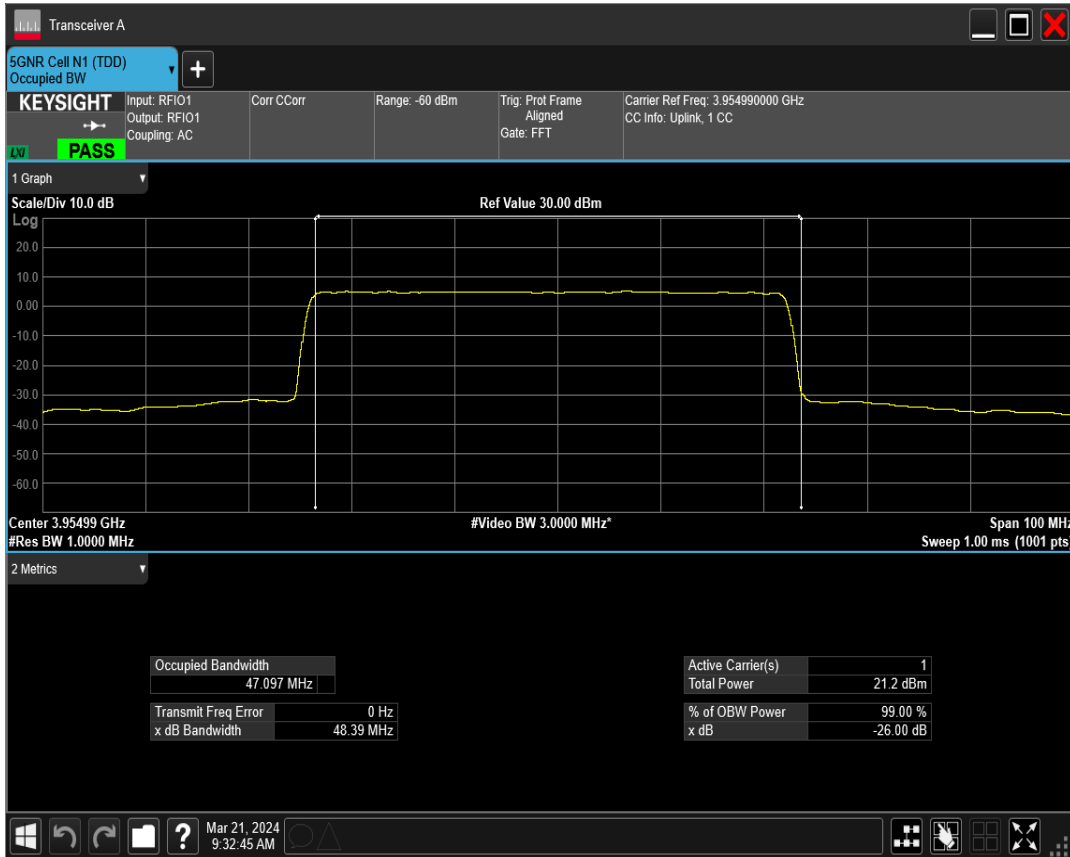 Transceiver A
5GNR Cell N1 (TDD)
Occupied BW
+
KEYSIGHT
Input: RFIO1
Output: RFIO1
Coupling: AC
LXI
PASS
Corr CCorr
Range: -60 dBm
Trig: Prot Frame
Aligned
Gate: FFT
Carrier Ref Freq: 3.954990000 GHz
CC Info: Uplink, 1 CC
1 Graph
Scale/Div 10.0 dB
Ref Value 30.00 dBm
Log
20.0
10.0
0.00
-10.0
-20.0
-30.0
-40.0
-50.0
-60.0
Center 3.95499 GHz
#Video BW 3.0000 MHz*
Span 100 MHz
#Res BW 1.0000 MHz
Sweep 1.00 ms (1001 pts)
2 Metrics
Occupied Bandwidth
47.097 MHz
Transmit Freq Error 0 Hz
x dB Bandwidth 48.39 MHz
Active Carrier(s) 1
Total Power 21.2 dBm
% of OBW Power 99.00 %
x dB -26.00 dB
?
Mar 21, 2024
9:32:45 AM